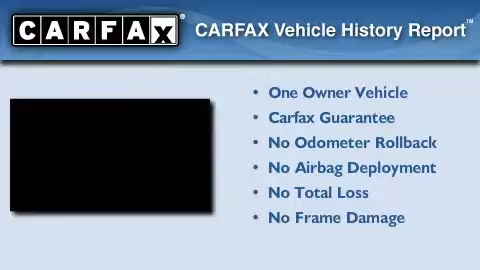 CARFAX® CARFAX Vehicle History Report™
• One Owner Vehicle
• Carfax Guarantee
• No Odometer Rollback
• No Airbag Deployment
• No Total Loss
• No Frame Damage